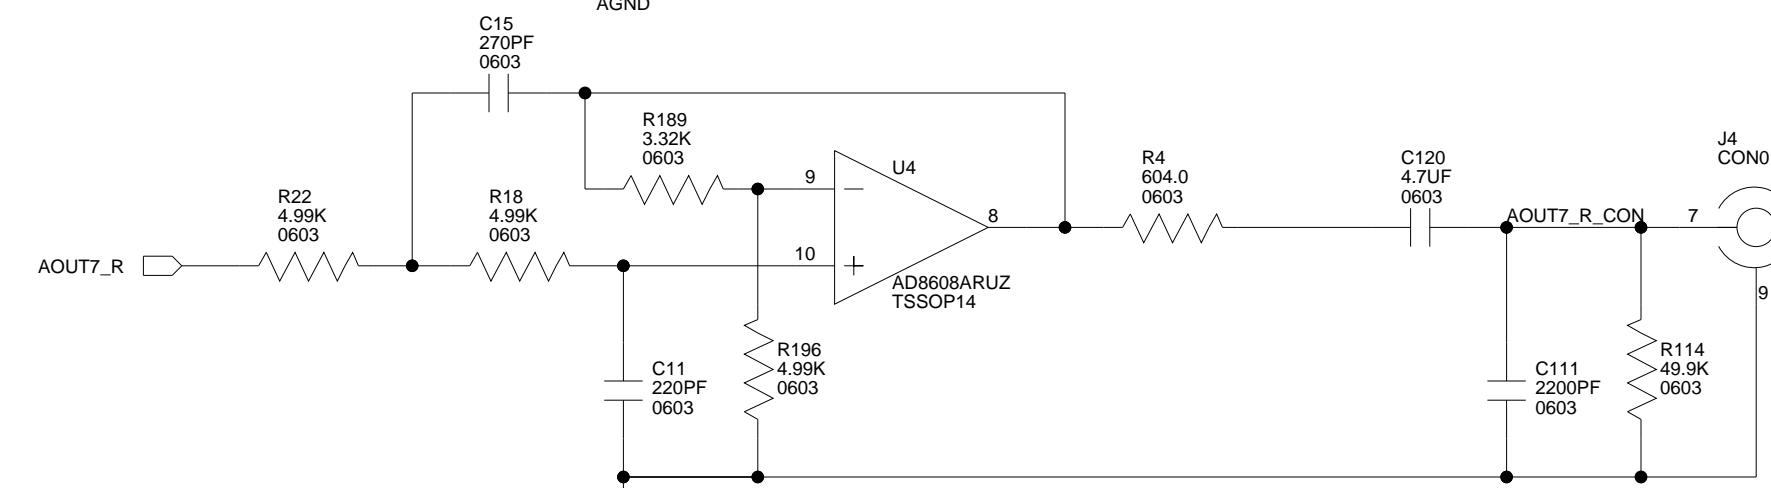 AGND
C15
270PF
0603
R189
3.32K
0603
J4
CON0
R22
4.99K
0603
R18
4.99K
0603
9
−
U4
8
R4
604.0
0603
C120
4.7UF
0603
AOUT7_R_CON
7
AOUT7_R
10
+
AD8608ARUZ
TSSOP14
9
C11
220PF
0603
R196
4.99K
0603
C111
2200PF
0603
R114
49.9K
0603